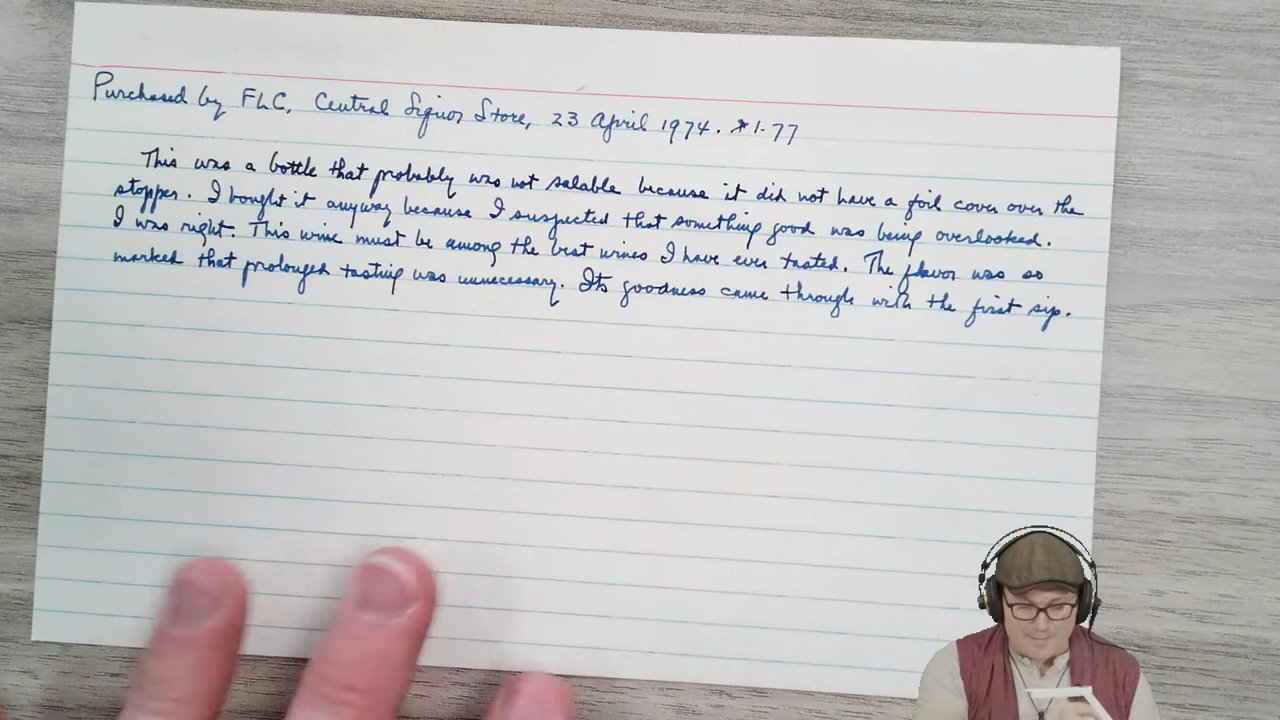 Purchased by FLC, Central Liquor Store, 23 April 1974. $1.77
This was a bottle that probably was not salable because it did not have a foil cover over the
stopper. I bought it anyway because I suspected that something good was being overlooked.
I was right. This wine must be among the best wines I have ever tasted. The flavor was so
marked that prolonged tasting was unnecessary. Its goodness came through with the first sip.